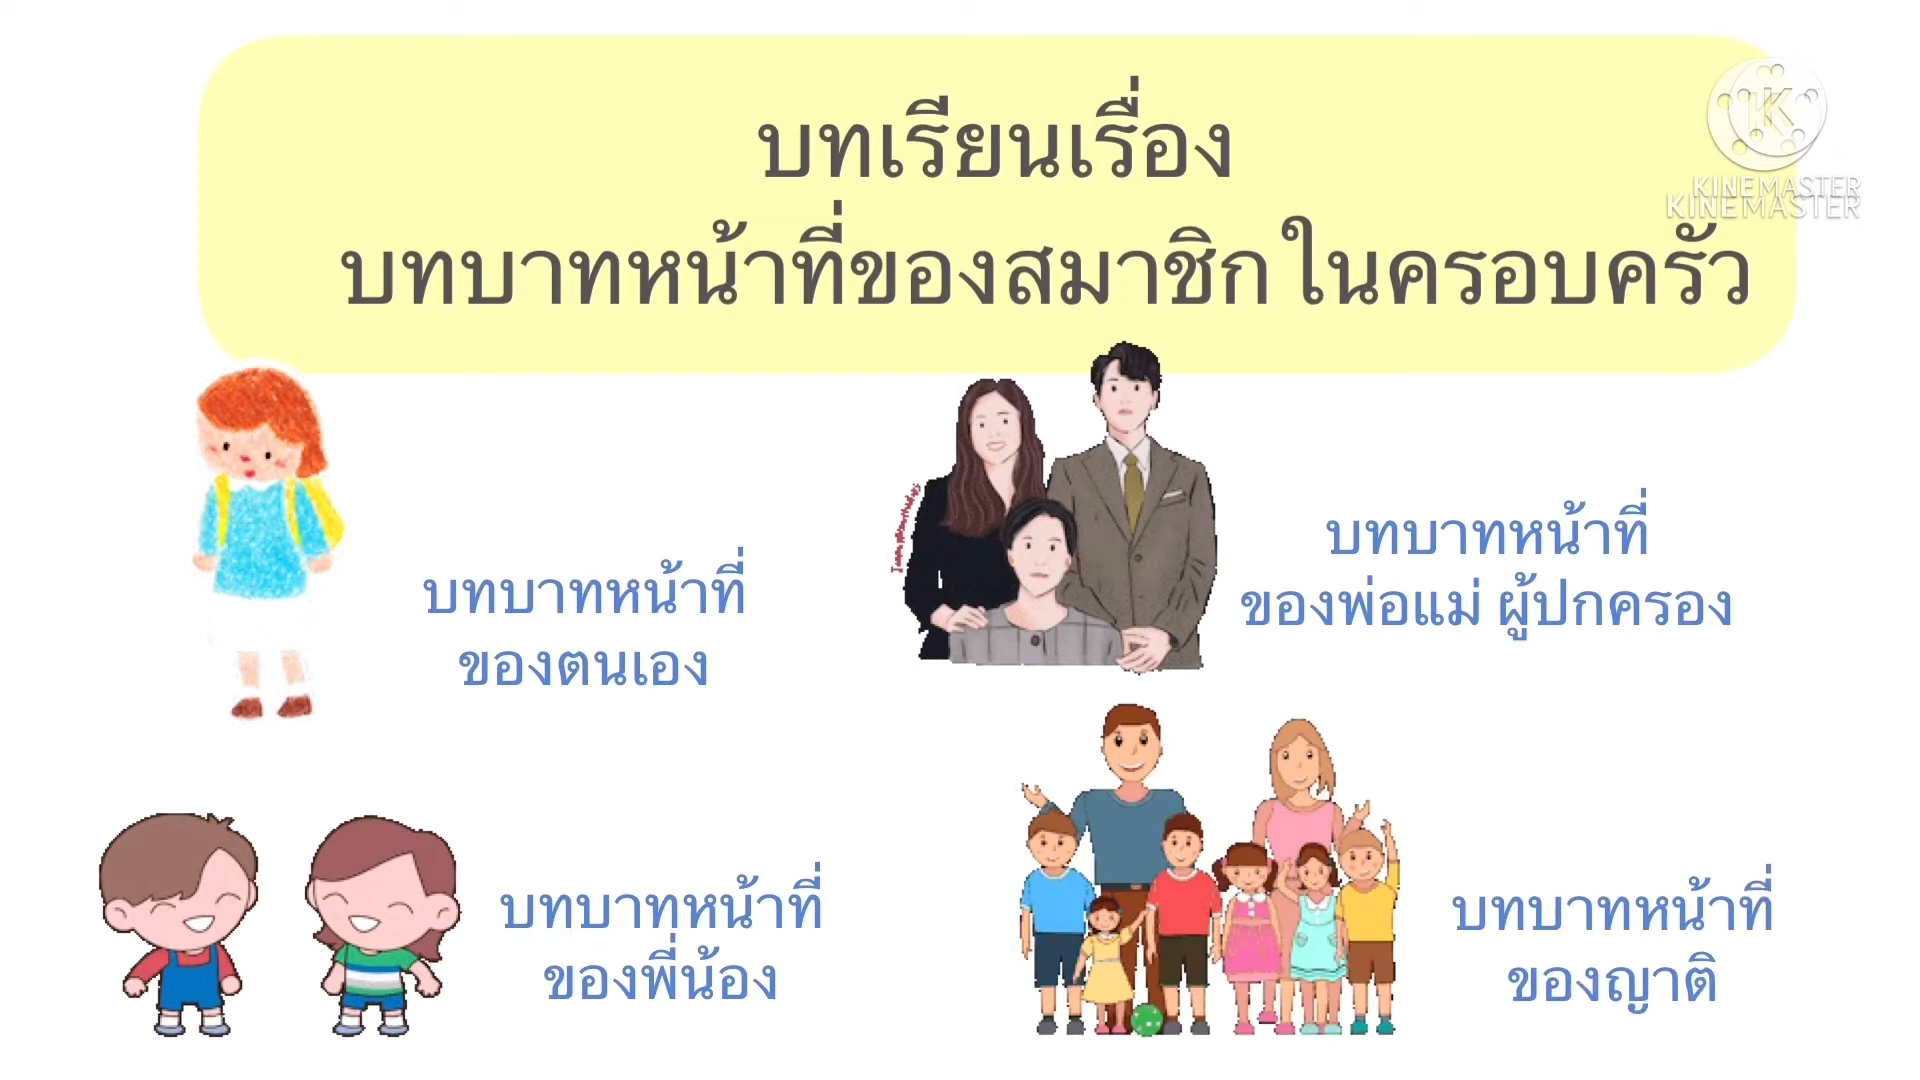 บทเรียนเรื่อง
บทบาทหน้าที่ของสมาชิก ในครอบครัว
KINEMASTER
KINEMASTER
บทบาทหน้าที่
ของตนเอง
บทบาทหน้าที่
ของพ่อแม่ ผู้ปกครอง
บทบาทหน้าที่
ของพี่น้อง
บทบาทหน้าที่
ของญาติ